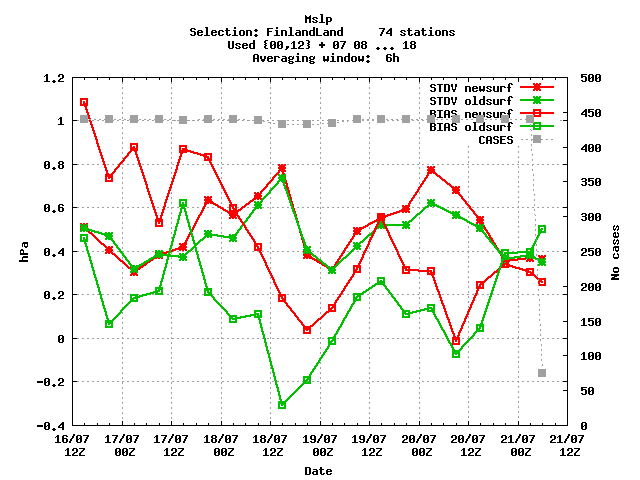 Mslp
Selection: FinlandLand 74 stations
Used {00,12} + 07 08 ... 18
Averaging window: 6h
STDV newsurf
STDV oldsurf
BIAS newsurf
BIAS oldsurf
CASES
hPa
1.2
1
0.8
0.6
0.4
0.2
0
-0.2
-0.4
No cases
500
450
400
350
300
250
200
150
100
50
0
16/07 17/07 17/07 18/07 18/07 19/07 19/07 20/07 20/07 21/07 21/07
12Z 00Z 12Z 00Z 12Z 00Z 12Z 00Z 12Z 00Z 12Z
Date